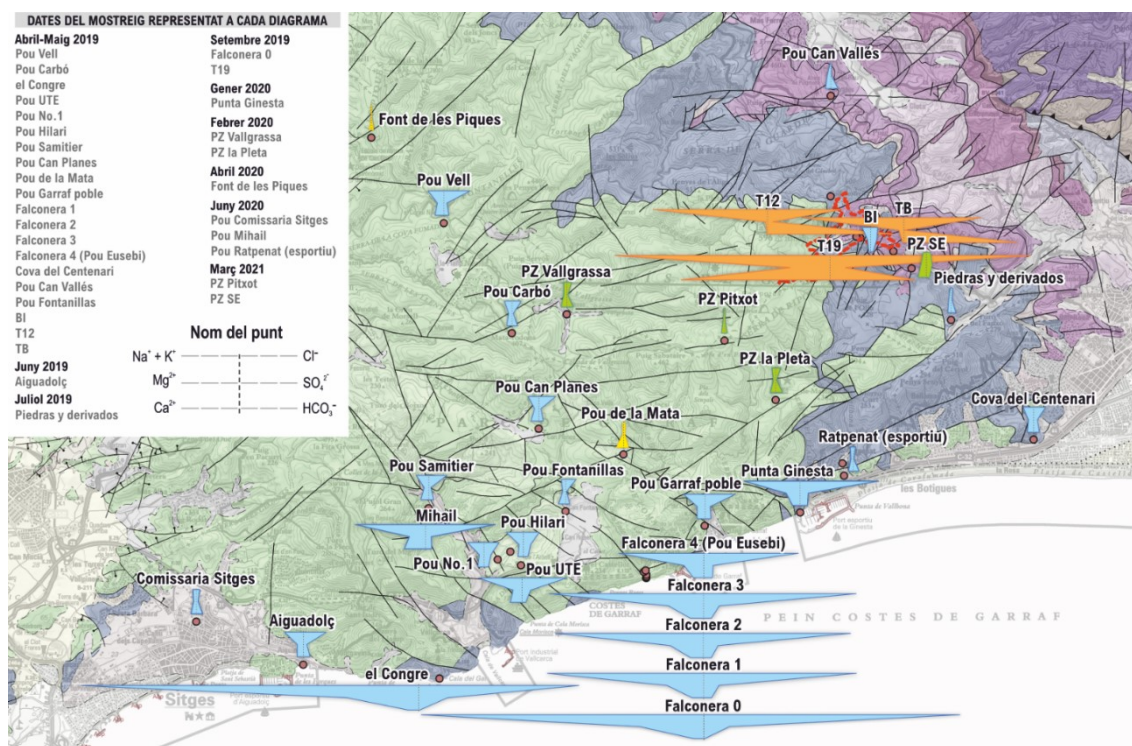 DATES DEL MOSTREIG REPRESENTAT A CADA DIAGRAMA
Abril-Maig 2019
Pou Vell
Pou Carbó
el Congre
Pou UTE
Pou No.1
Pou Hilari
Pou Samitier
Pou Can Planes
Pou de la Mata
Pou Garraf poble
Falconera 1
Falconera 2
Falconera 3
Falconera 4 (Pou Eusebi)
Cova del Centenari
Pou Can Vallés
Pou Fontanillas
BI
T12
TB
Juny 2019
Aiguadolç
Juliol 2019
Piedras y derivados
Setembre 2019
Falconera 0
T19
Gener 2020
Punta Ginesta
Febrer 2020
PZ Vallgrassa
PZ la Pleta
Abril 2020
Font de les Piques
Juny 2020
Pou Comissaria Sitges
Pou Mihail
Pou Ratpenat (esportiu)
Març 2021
PZ Pitxot
PZ SE
Nom del punt
Na⁺ + K⁺ Cl⁻
Mg²⁺ SO₄²⁻
Ca²⁺ HCO₃⁻
Pou Can Vallés
Font de les Piques
Pou Vell
T12
TB
BI
T19
PZ SE
PZ Vallgrassa
Piedras y derivados
Pou Carbó
PZ Pitxot
PZ la Pleta
Pou Can Planes
Cova del Centenari
Pou de la Mata
Ratpenat (esportiu)
C-32
Pou Samitier
Pou Fontanillas
Punta Ginesta
Pou Garraf poble
les Botigues
Mihail
Pou Hilari
Falconera 4 (Pou Eusebi)
Pou No.1
Pou UTE
Comissaria Sitges
Falconera 3
COSTES
DE GARRAF
PEIN COSTES DE GARRAF
Aiguadolç
Falconera 2
Port Industrial
de Vallcarca
el Congre
Falconera 1
Sitges
Falconera 0